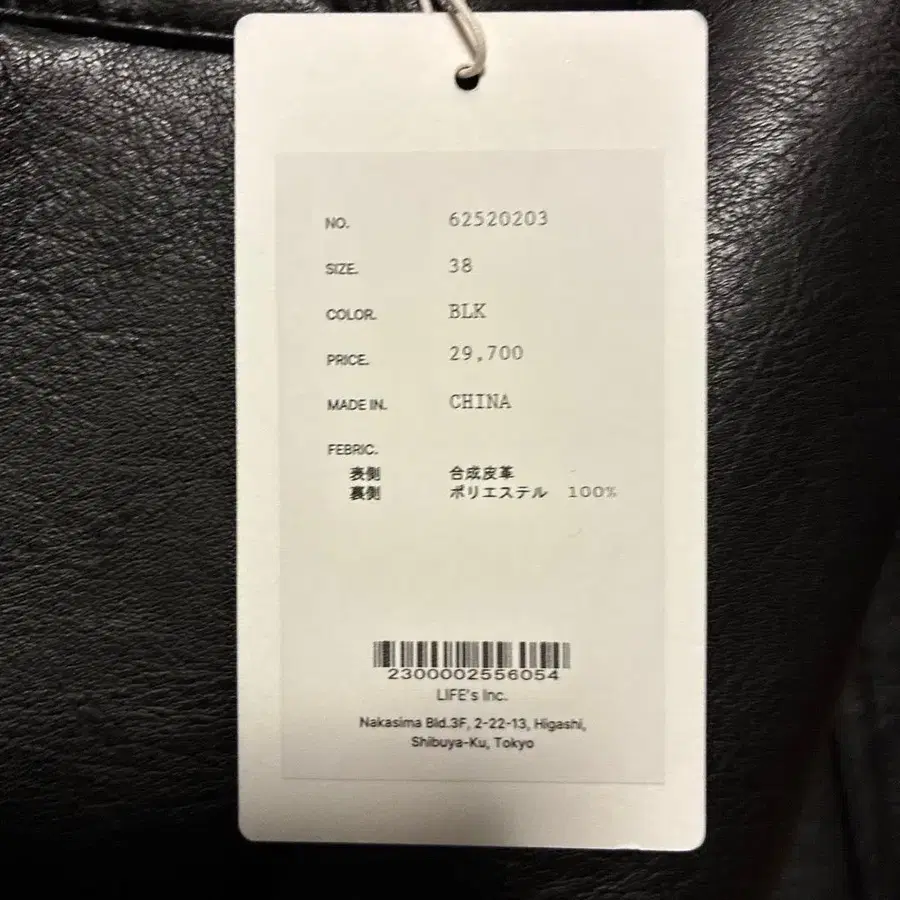 NO. 62520203
SIZE. 38
COLOR. BLK
PRICE. 29,700
MADE IN. CHINA
FEBRIC.
表側 合成皮革
裏側 ポリエステル 100%
2300002556054
LIFE's Inc.
Nakasima Bld.3F, 2-22-13, Higashi,
Shibuya-Ku, Tokyo